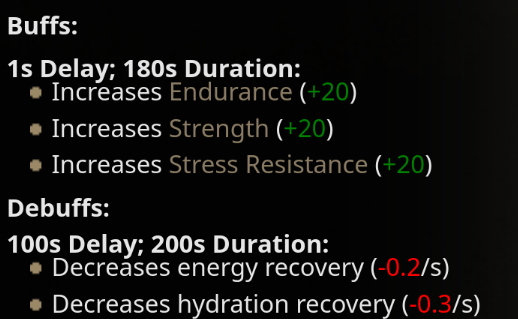 Buffs:
1s Delay; 180s Duration:
Increases Endurance (+20)
Increases Strength (+20)
Increases Stress Resistance (+20)
Debuffs:
100s Delay; 200s Duration:
Decreases energy recovery (-0.2/s)
Decreases hydration recovery (-0.3/s)